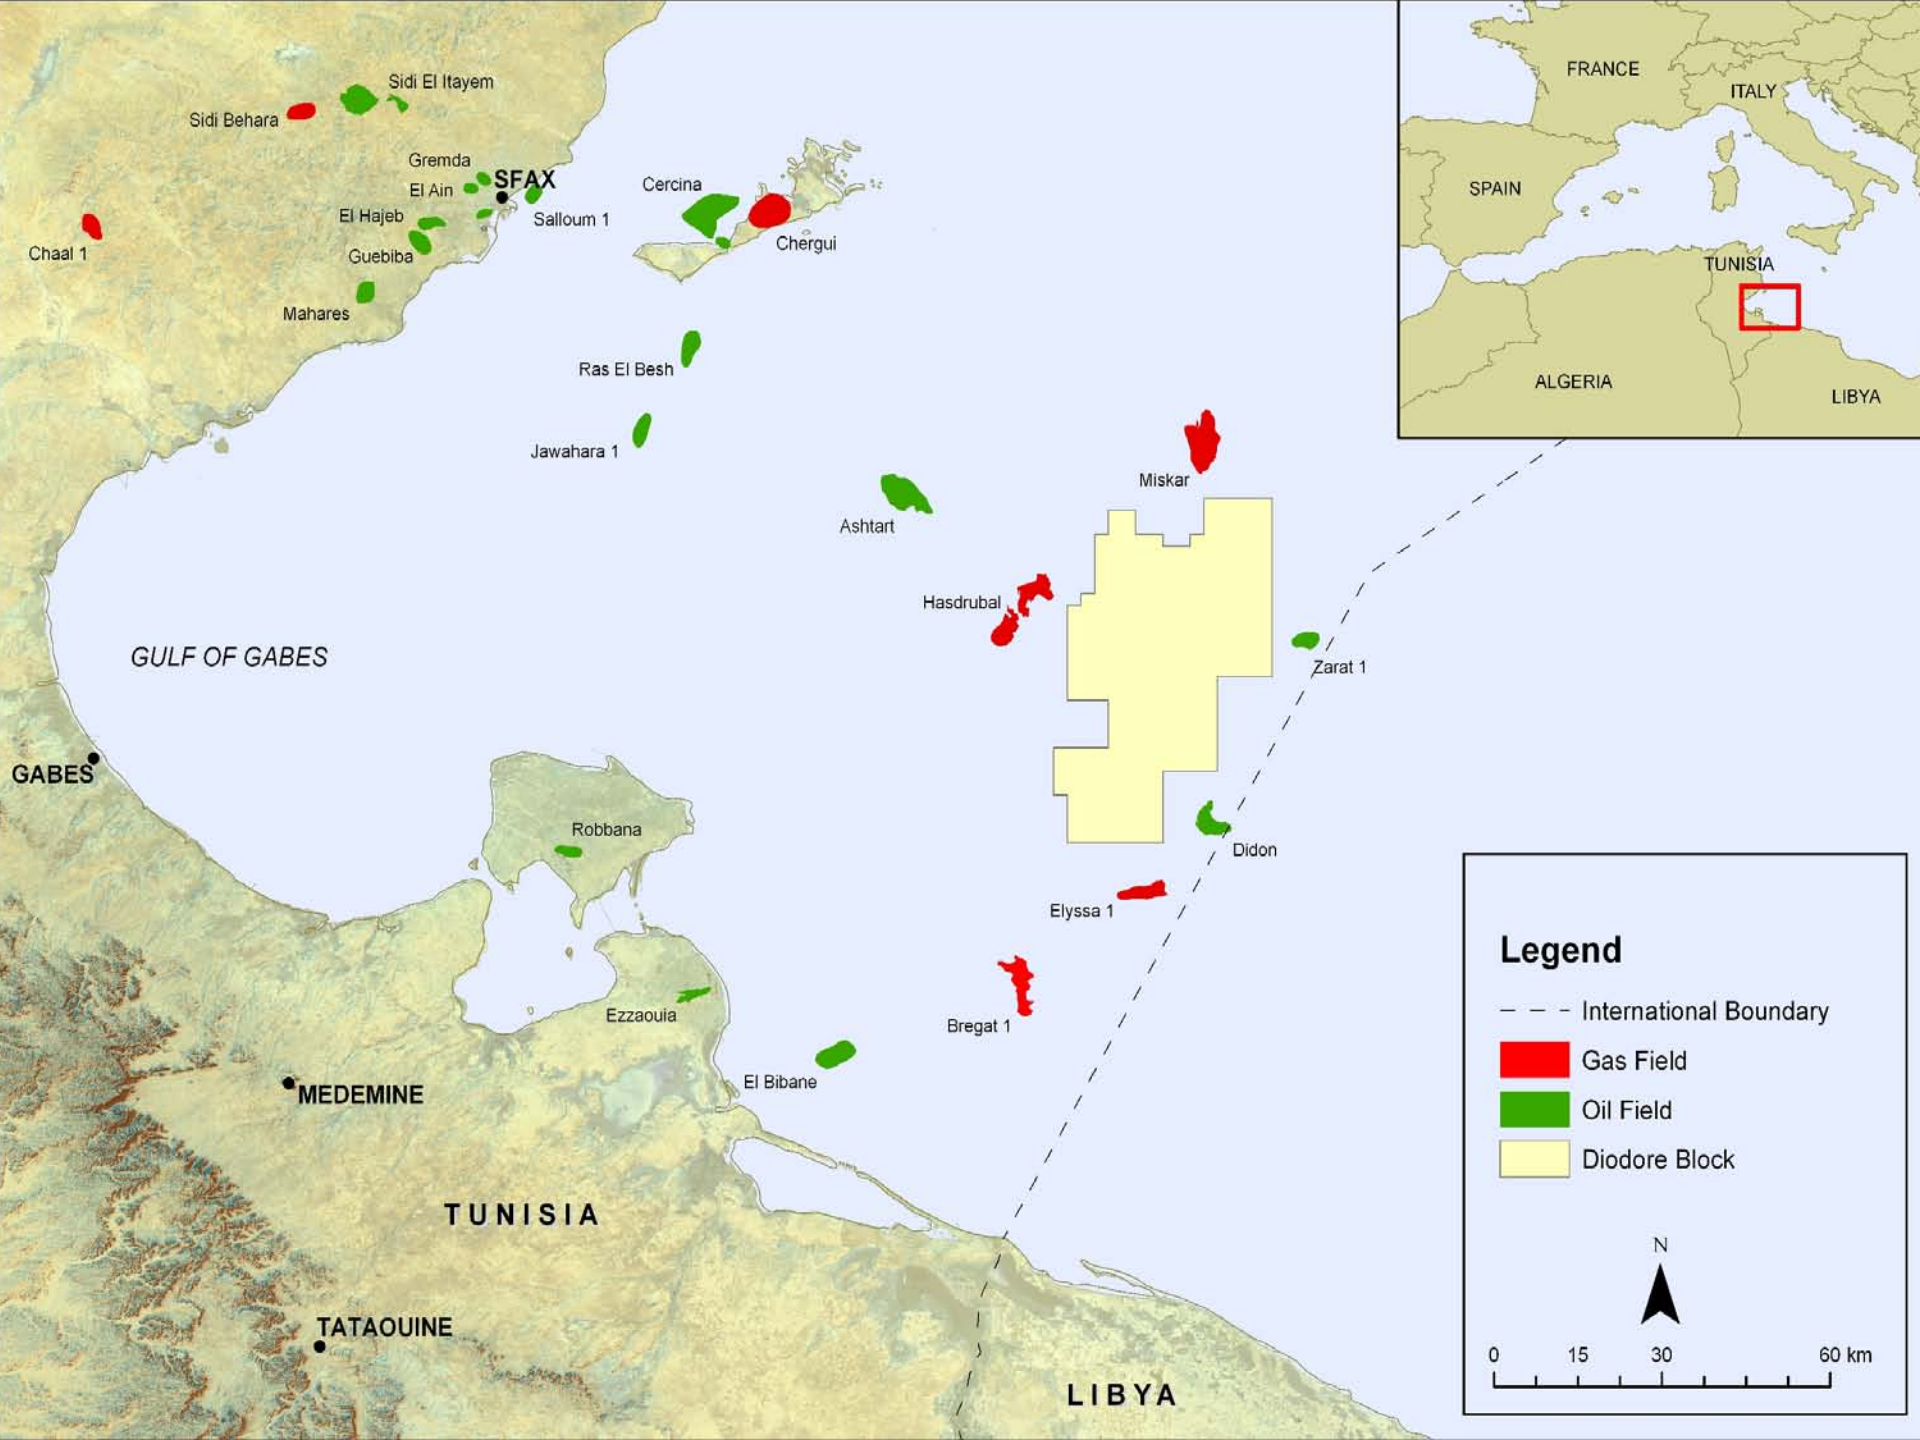 FRANCE
ITALY
SPAIN
TUNISIA
ALGERIA
LIBYA
Sidi El Itayem
Sidi Behara
Gremda
SFAX
El Ain
Cercina
El Hajeb
Salloum 1
Chaal 1
Guebiba
Chergui
Mahares
Ras El Besh
Jawahara 1
Miskar
Ashtart
Hasdrubal
GULF OF GABES
Zarat 1
GABES
Robbana
Didon
Elyssa 1
Ezzaouia
Bregat 1
El Bibane
MEDEMINE
TUNISIA
TATAOUINE
LIBYA
Legend
International Boundary
Gas Field
Oil Field
Diodore Block
N
0 15 30 60 km